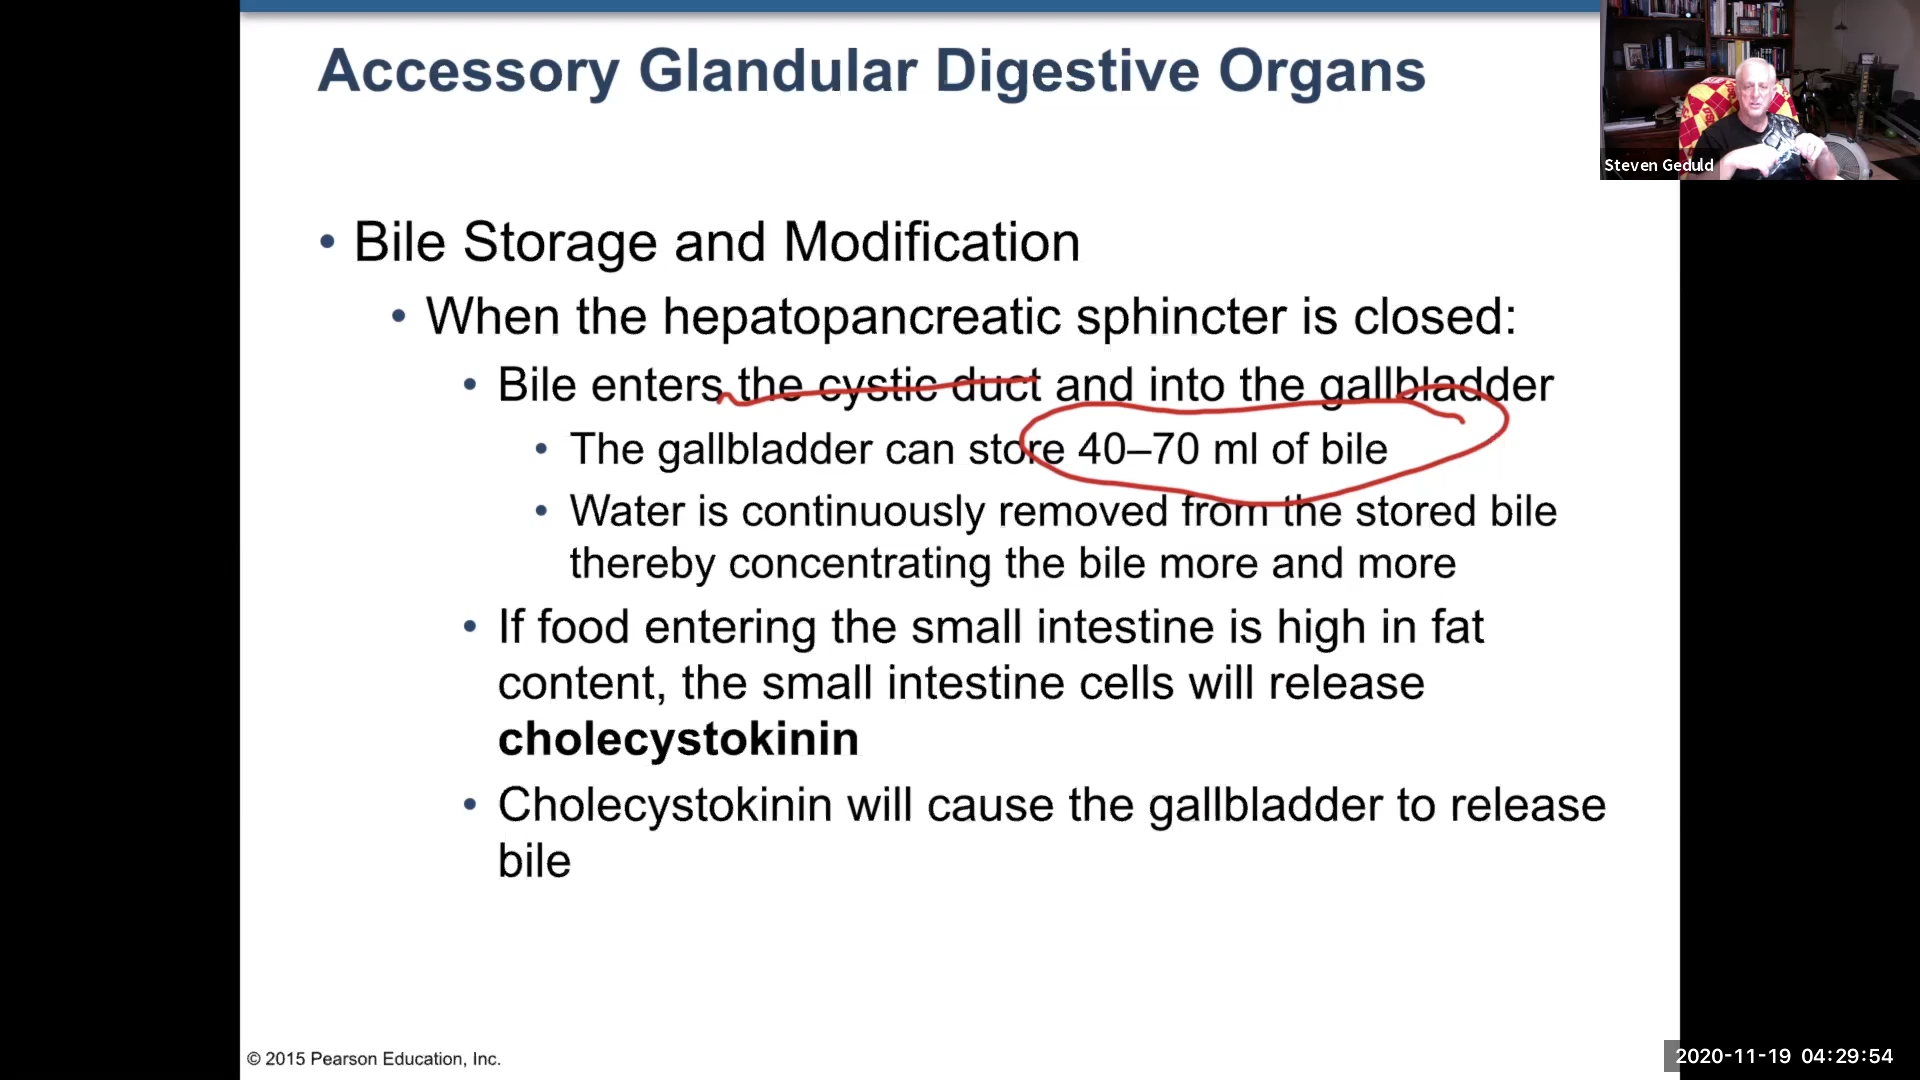 Accessory Glandular Digestive Organs
Steven Geduld
• Bile Storage and Modification
• When the hepatopancreatic sphincter is closed:
• Bile enters the cystic duct and into the gallbladder
• The gallbladder can store 40–70 ml of bile
• Water is continuously removed from the stored bile
thereby concentrating the bile more and more
• If food entering the small intestine is high in fat
content, the small intestine cells will release
cholecystokinin
• Cholecystokinin will cause the gallbladder to release
bile
© 2015 Pearson Education, Inc.
2020-11-19 04:29:54